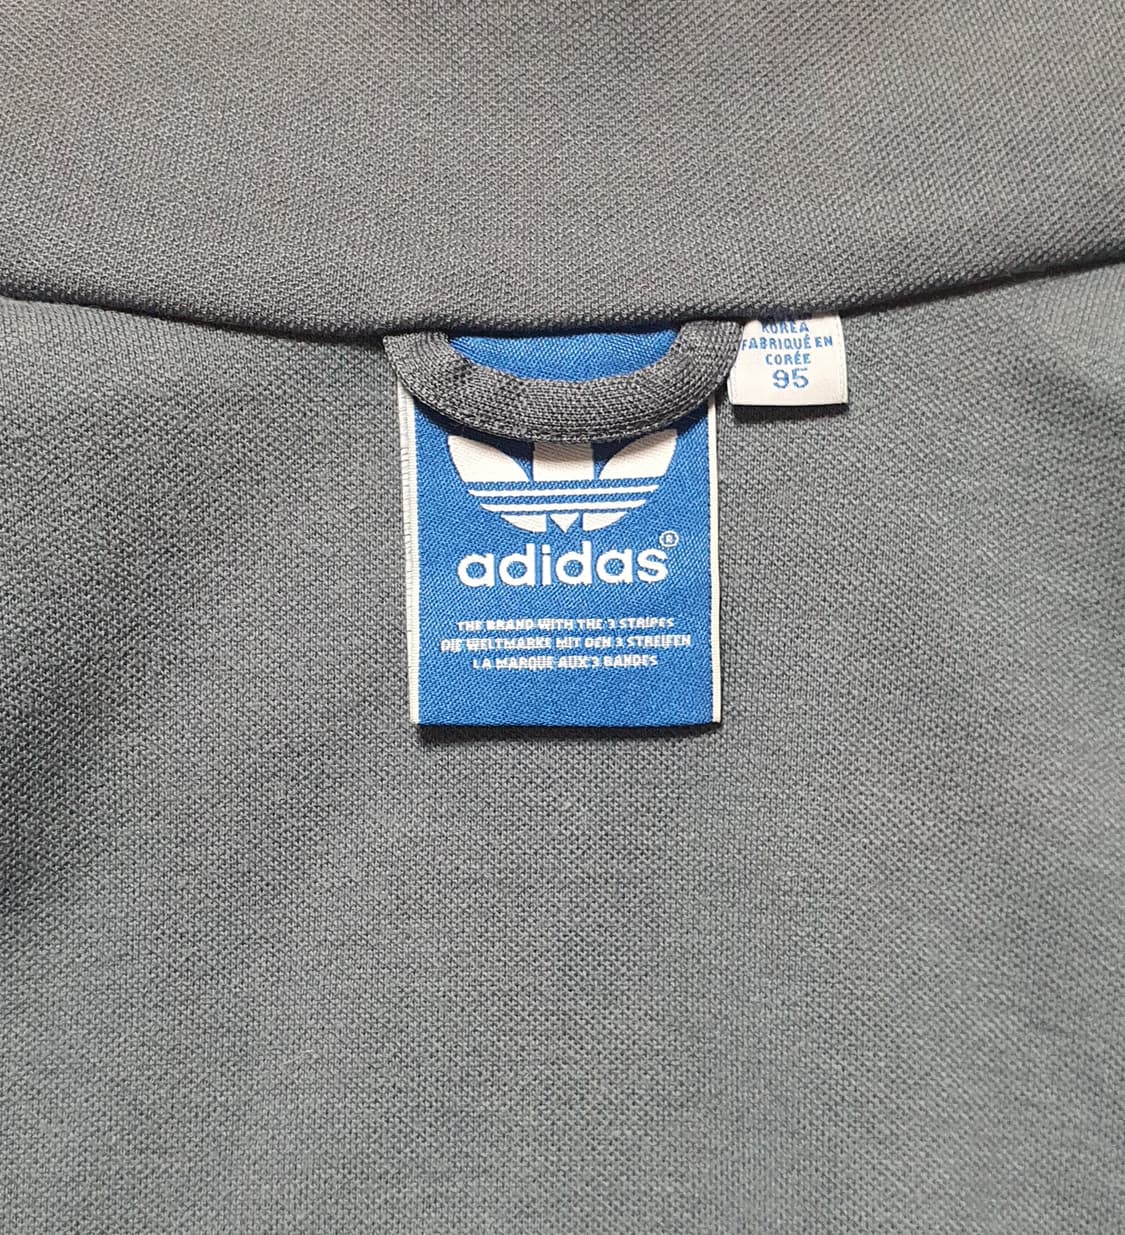 KOREA
FABRIQUÉ EN
CORÉE
95
adidas®
THE BRAND WITH THE 3 STRIPES
DIE WELTMARKE MIT DEN 3 STREIFEN
LA MARQUE AUX 3 BANDES